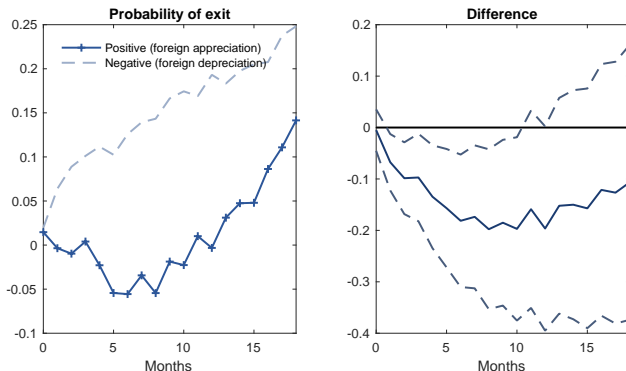 Probability of exit
0.25
0.2
0.15
0.1
0.05
0
-0.05
-0.1
Positive (foreign appreciation)
Negative (foreign depreciation)
0 5 10 15
Months
Difference
0.2
0.1
0
-0.1
-0.2
-0.3
-0.4
0 5 10 15
Months